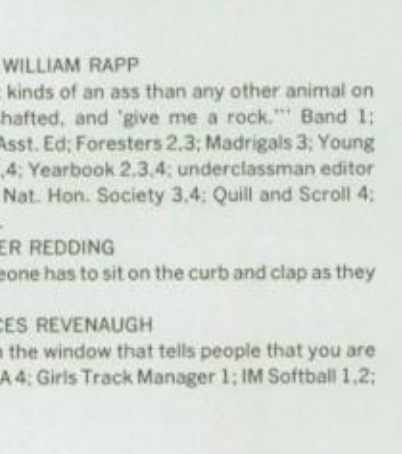 WILLIAM RAPP
kinds of an ass than any other animal on
hafted, and 'give me a rock.'" Band 1;
Asst. Ed; Foresters 2,3; Madrigals 3; Young
,4; Yearbook 2,3,4; underclassman editor
Nat. Hon. Society 3,4; Quill and Scroll 4;
ER REDDING
eone has to sit on the curb and clap as they
CES REVENAUGH
the window that tells people that you are
A 4; Girls Track Manager 1; IM Softball 1,2;